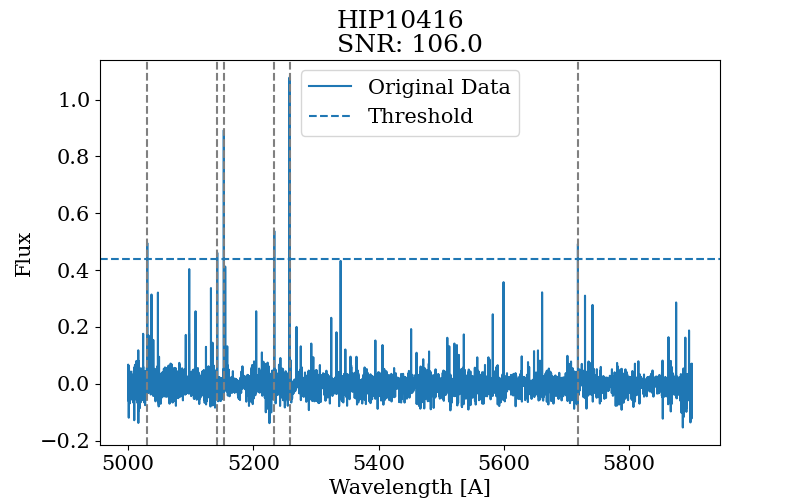 HIP10416
SNR: 106.0
Original Data
Threshold
Flux
1.0
0.8
0.6
0.4
0.2
0.0
−0.2
5000 5200 5400 5600 5800
Wavelength [A]